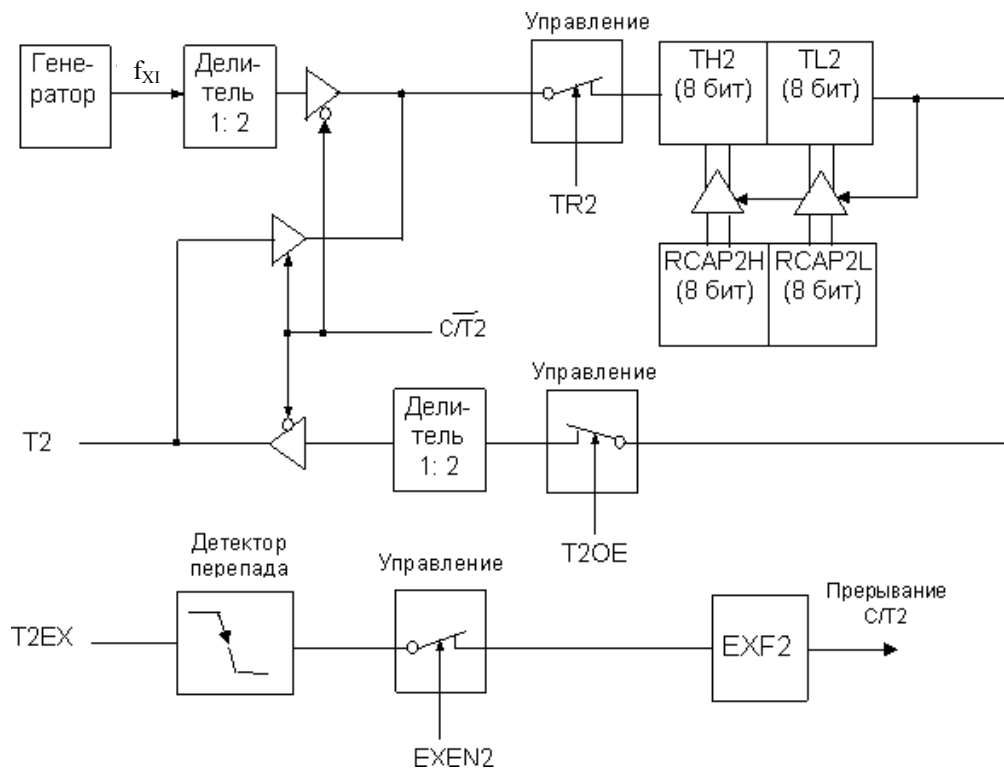 Управление
Гене-
ратор
f_XI
Дели-
тель
1: 2
TH2
(8 бит)
TL2
(8 бит)
TR2
RCAP2H
(8 бит)
RCAP2L
(8 бит)
C/T2
Управление
T2
Дели-
тель
1: 2
T2OE
Детектор
перепада
Управление
Прерывание
C/T2
T2EX
EXF2
EXEN2